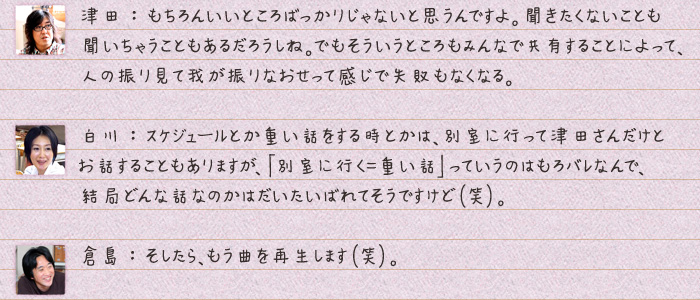 津田：もちろんいいところばっかりじゃないと思うんですよ。聞きたくないことも
聞いちゃうこともあるだろうしね。でもそういうところもみんなで共有することによって、
人の振り見て我が振りなおせって感じで失敗もなくなる。
白川：スケジュールとか重い話をする時とかは、別室に行って津田さんだけと
お話することもありますが、「別室に行く＝重い話」っていうのはもろバレなんで、
結局どんな話なのかはだいたいばれてそうですけど(笑)。
倉島：そしたら、もう曲を再生します(笑)。